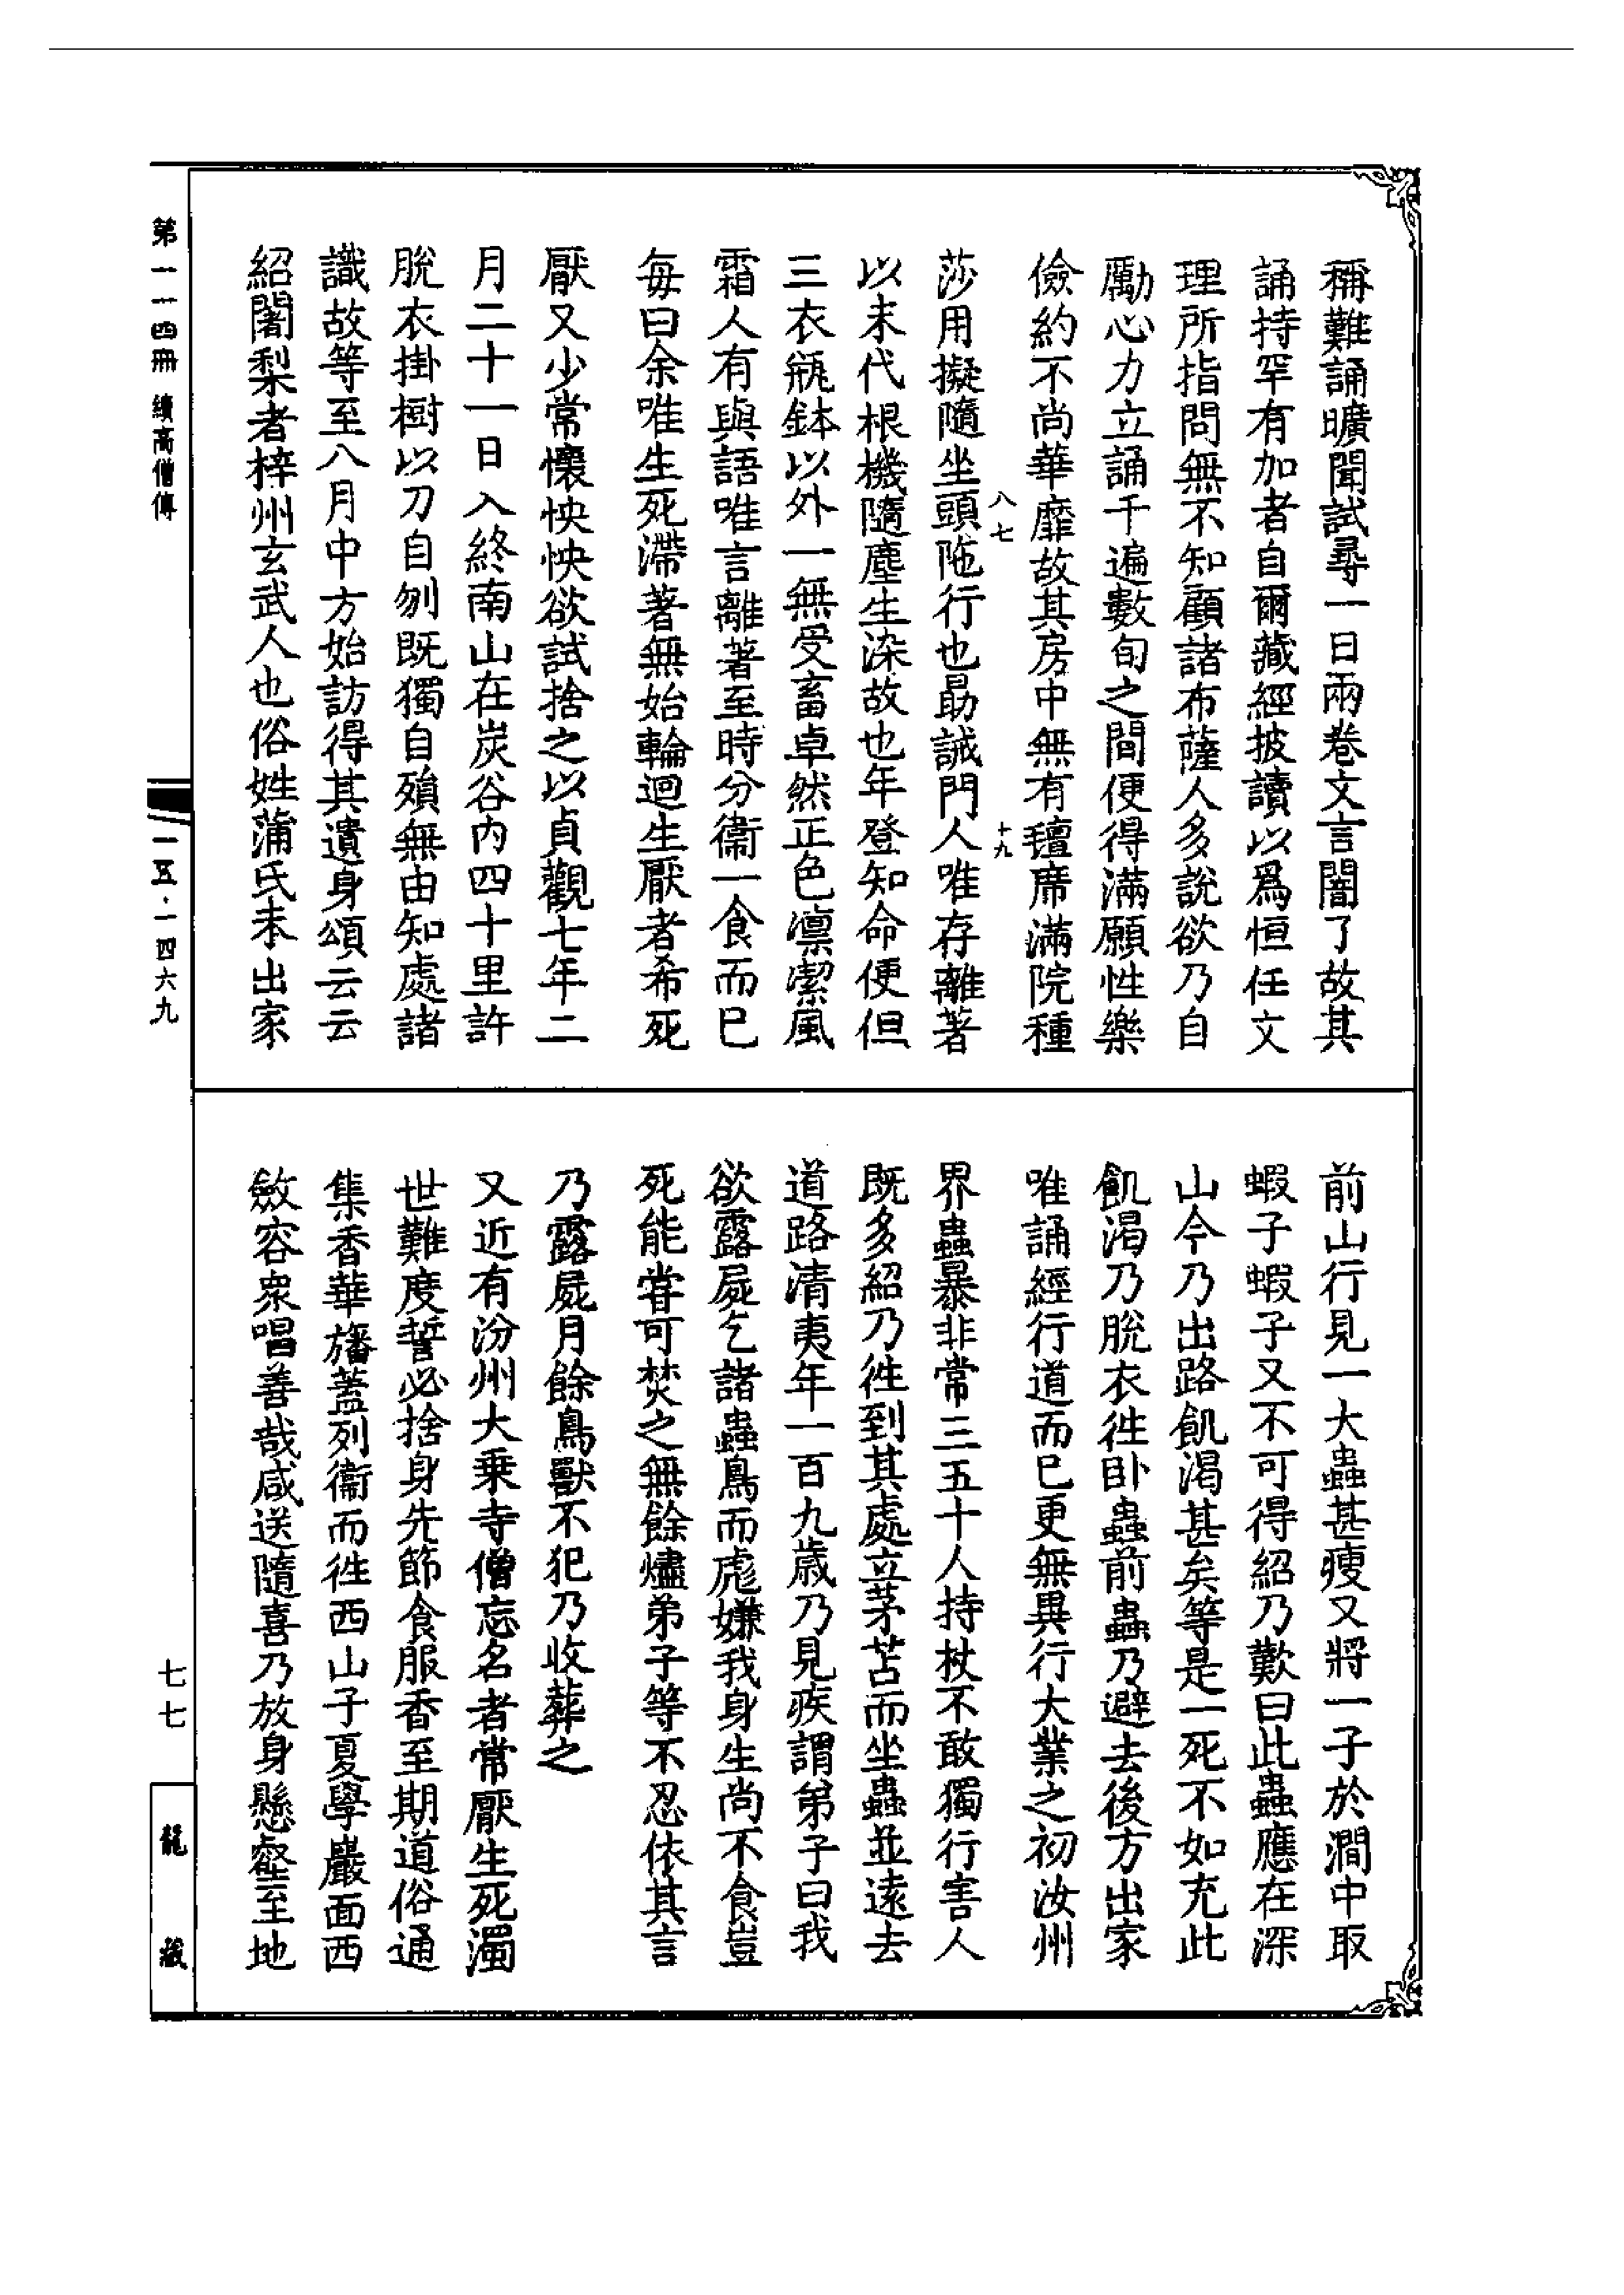 稱難誦曠聞試尋一日兩卷文言闇了故其
誦持罕有加者自爾藏經披讀以爲恒任文
理所指問無不知顧諸布薩人多說欲乃自
勵心力立誦千遍數旬之間便得滿願性樂
儉約不尚華靡故其房中無有氊席滿院種
八七
十九
莎用擬隨坐頭陁行也勗誡門人唯存離著
以末代根機隨塵生染故也年登知命便但
三衣瓶鉢以外一無受畜卓然正色凛潔風
霜人有與語唯言離著至時分衞一食而已
每曰余唯生死滯著無始輪迴生厭者希死
厭又少常懷怏怏欲試捨之以貞觀七年二
月二十一日入終南山在炭谷内四十里許
脫衣掛樹以刀自刎既獨自殞無由知處諸
識故等至八月中方始訪得其遺身頌云云
紹闍梨者梓州玄武人也俗姓蒲氏未出家
前山行見一大蟲甚瘦又將一子於澗中取
蝦子蝦子又不可得紹乃歎曰此蟲應在深
山今乃出路飢渴甚矣等是一死不如充此
飢渴乃脫衣徃卧蟲前蟲乃避去後方出家
唯誦經行道而已更無異行大業之初汝州
界蟲暴非常三五十人持杖不敢獨行害人
既多紹乃徃到其處立茅苫而坐蟲並遠去
道路清夷年一百九歳乃見疾謂弟子曰我
欲露屍乞諸蟲鳥而彪嫌我身生尚不食豈
死能甞可焚之無餘燼弟子等不忍依其言
乃露屍月餘鳥獸不犯乃收葬之
又近有汾州大乗寺僧忘名者常厭生死濁
世難度誓必捨身先節食服香至期道俗通
集香華旛蓋列衞而徃西山子夏學巖面西
斂容衆唱善哉咸送隨喜乃放身懸壑至地
第一一四冊 續高僧傳
一五·一四六九
七七
龍藏